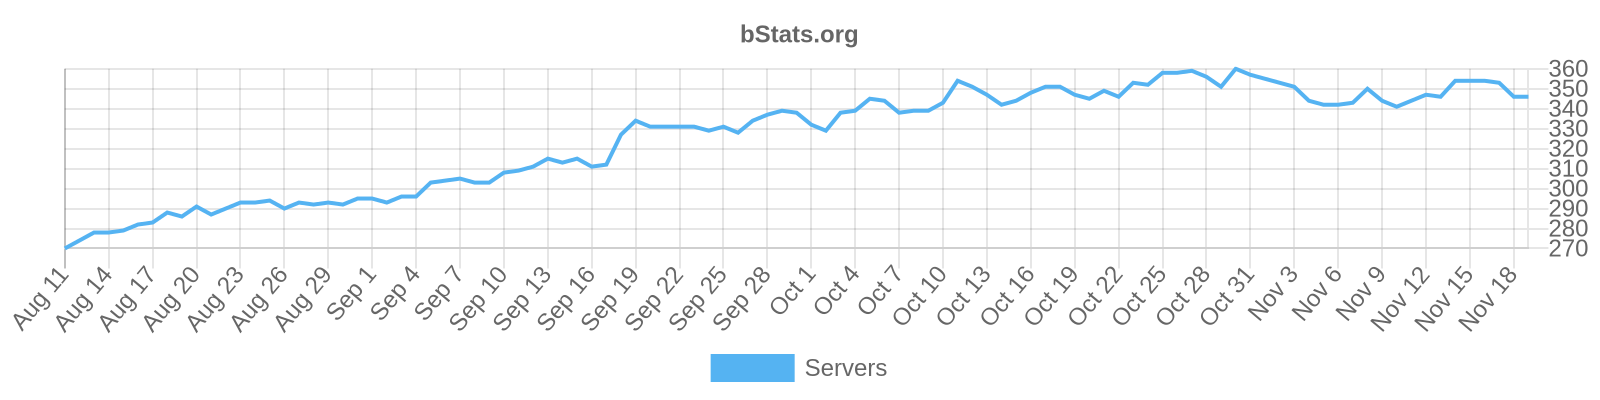 bStats.org
360
350
340
330
320
310
300
290
280
270
Aug 11
Aug 14
Aug 17
Aug 20
Aug 23
Aug 26
Aug 29
Sep 1
Sep 4
Sep 7
Sep 10
Sep 13
Sep 16
Sep 19
Sep 22
Sep 25
Sep 28
Oct 1
Oct 4
Oct 7
Oct 10
Oct 13
Oct 16
Oct 19
Oct 22
Oct 25
Oct 28
Oct 31
Nov 3
Nov 6
Nov 9
Nov 12
Nov 15
Nov 18
Servers